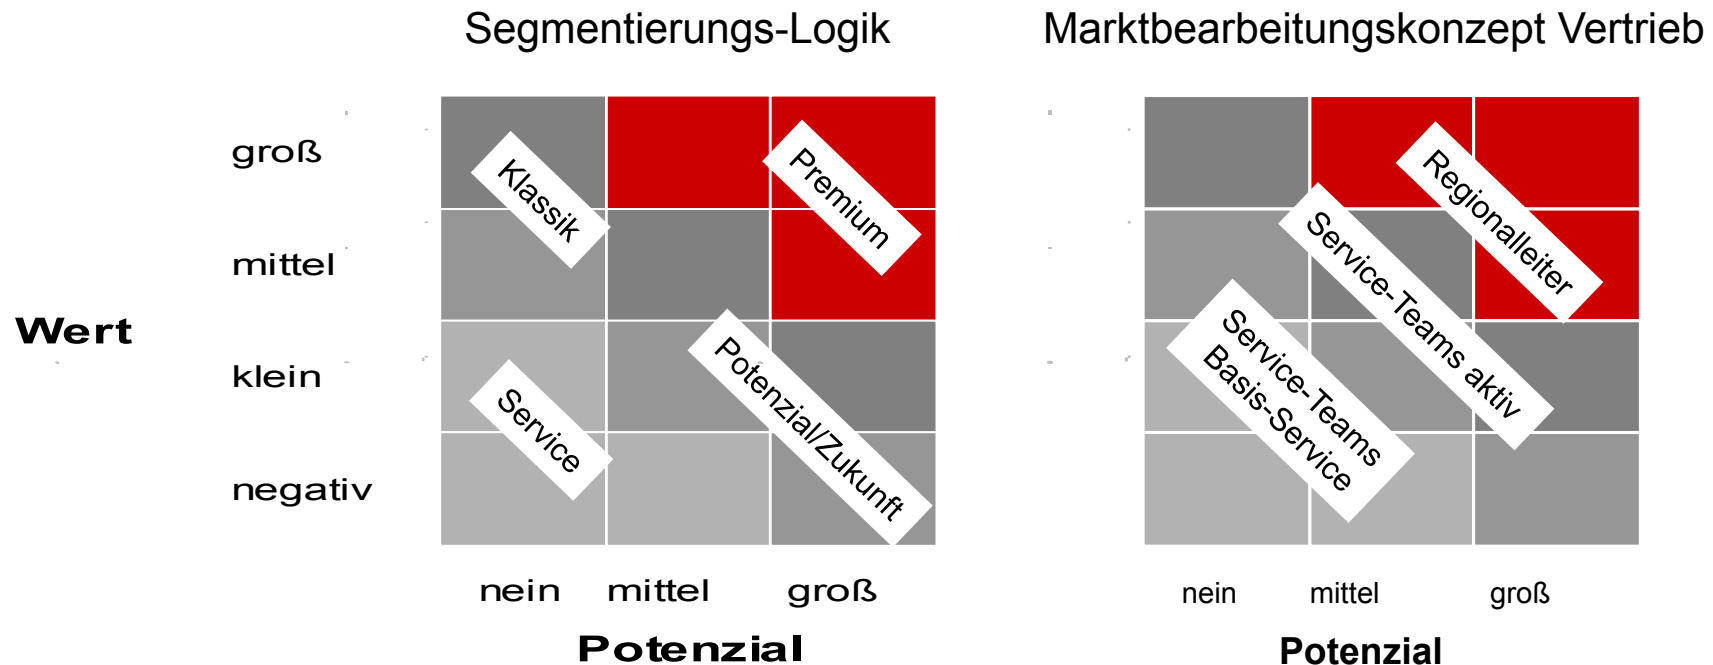 Segmentierungs-Logik
Marktbearbeitungskonzept Vertrieb
Wert
groß
mittel
klein
negativ
Klassik
Premium
Service
Potenzial/Zukunft
nein
mittel
groß
Potenzial
Regionalleiter
Service-Teams aktiv
Service-Teams
Basis-Service
nein
mittel
groß
Potenzial